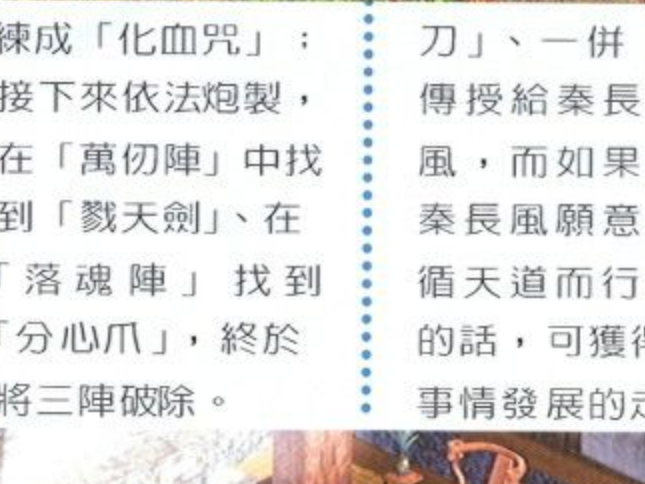 練成「化血咒」；
接下來依法炮製，
在「萬仞陣」中找
到「戮天劍」、在
「落魂陣」找到
「分心爪」，終於
將三陣破除。
刀」、一併
傳授給秦長
風，而如果
秦長風願意
循天道而行
的話，可獲得
事情發展的走